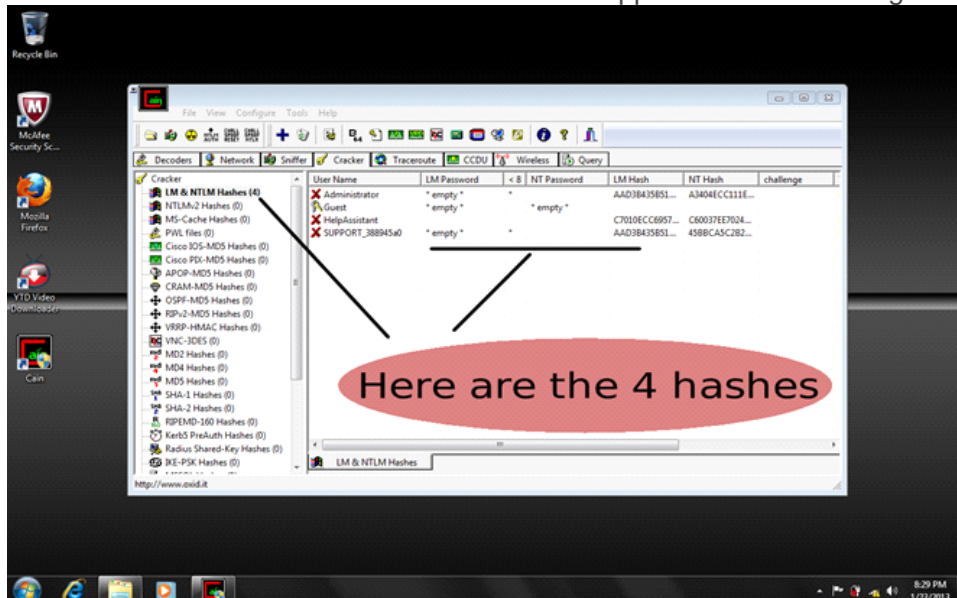 Recycle Bin
McAfee
Security Sc...
Mozilla
Firefox
YTD Video
Downloader
Cain
File View Configure Tools Help
Decoders Network Sniffer Cracker Traceroute CCDU Wireless Query
Cracker
LM & NTLM Hashes (4)
NTLMv2 Hashes (0)
MS-Cache Hashes (0)
PWL files (0)
Cisco IOS-MD5 Hashes (0)
Cisco PIX-MD5 Hashes (0)
APOP-MD5 Hashes (0)
CRAM-MD5 Hashes (0)
OSPF-MD5 Hashes (0)
RIPv2-MD5 Hashes (0)
VRRP-HMAC Hashes (0)
VNC-3DES (0)
MD2 Hashes (0)
MD4 Hashes (0)
MD5 Hashes (0)
SHA-1 Hashes (0)
SHA-2 Hashes (0)
RIPEMD-160 Hashes (0)
Kerb5 PreAuth Hashes (0)
Radius Shared-Key Hashes (0)
IKE-PSK Hashes (0)
User Name LM Password < 8 NT Password LM Hash NT Hash challenge
Administrator * empty * * AAD3B435B51... A3404ECC111E...
Guest * empty * * empty *
HelpAssistant C7010ECC6957... C60037EE7024...
SUPPORT_388945a0 * empty * * AAD3B435B51... 45BBCA5C2B2...
Here are the 4 hashes
LM & NTLM Hashes
http://www.oxid.it
8:29 PM
1/23/2013